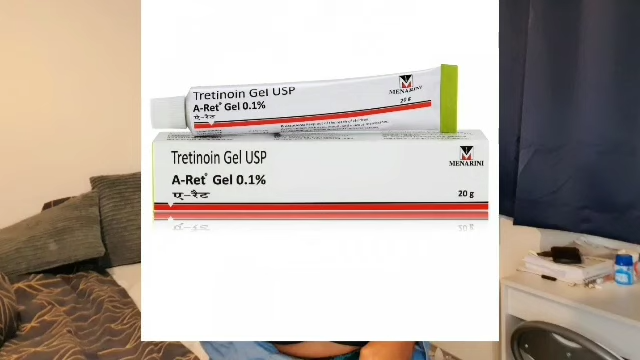 Tretinoin Gel USP
A-Ret® Gel 0.1%
ए-रैट
MENARINI
20 g
Tretinoin Gel USP
A-Ret® Gel 0.1%
ए-रैट
MENARINI
20 g